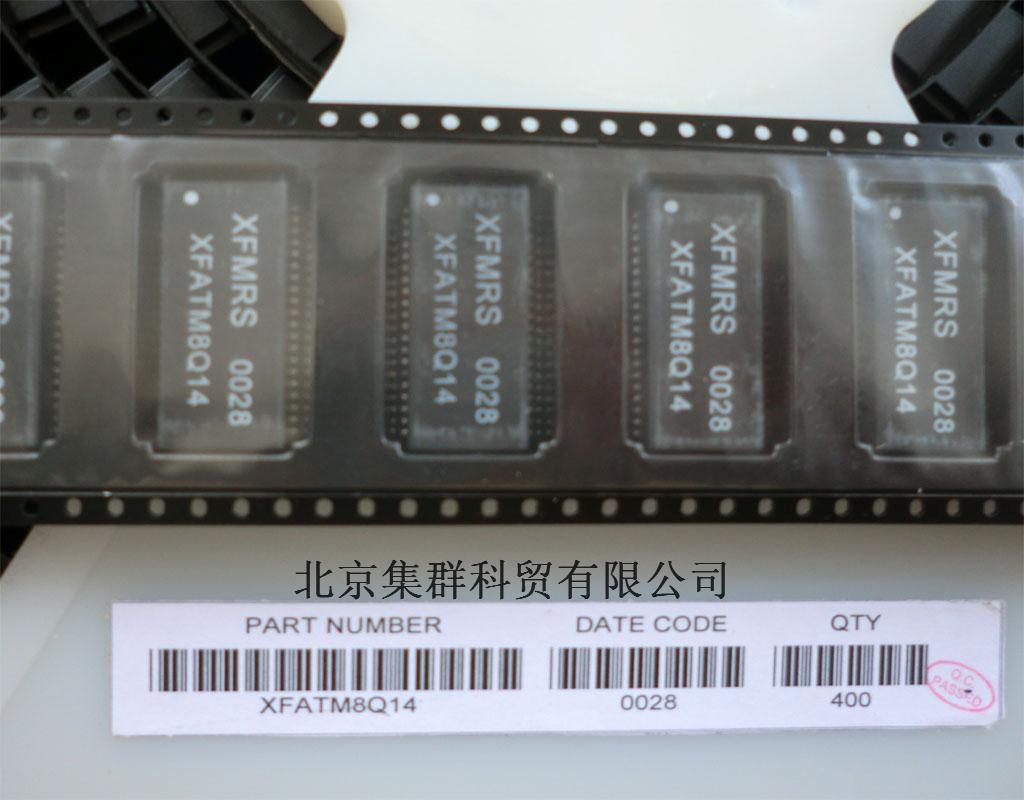 XFMRS 0028
XFATM8Q14
XFMRS 0028
XFATM8Q14
XFMRS 0028
XFATM8Q14
XFMRS 0028
XFATM8Q14
北京集群科贸有限公司
PART NUMBER
DATE CODE
QTY
XFATM8Q14
0028
400
Q.C.
PASSED